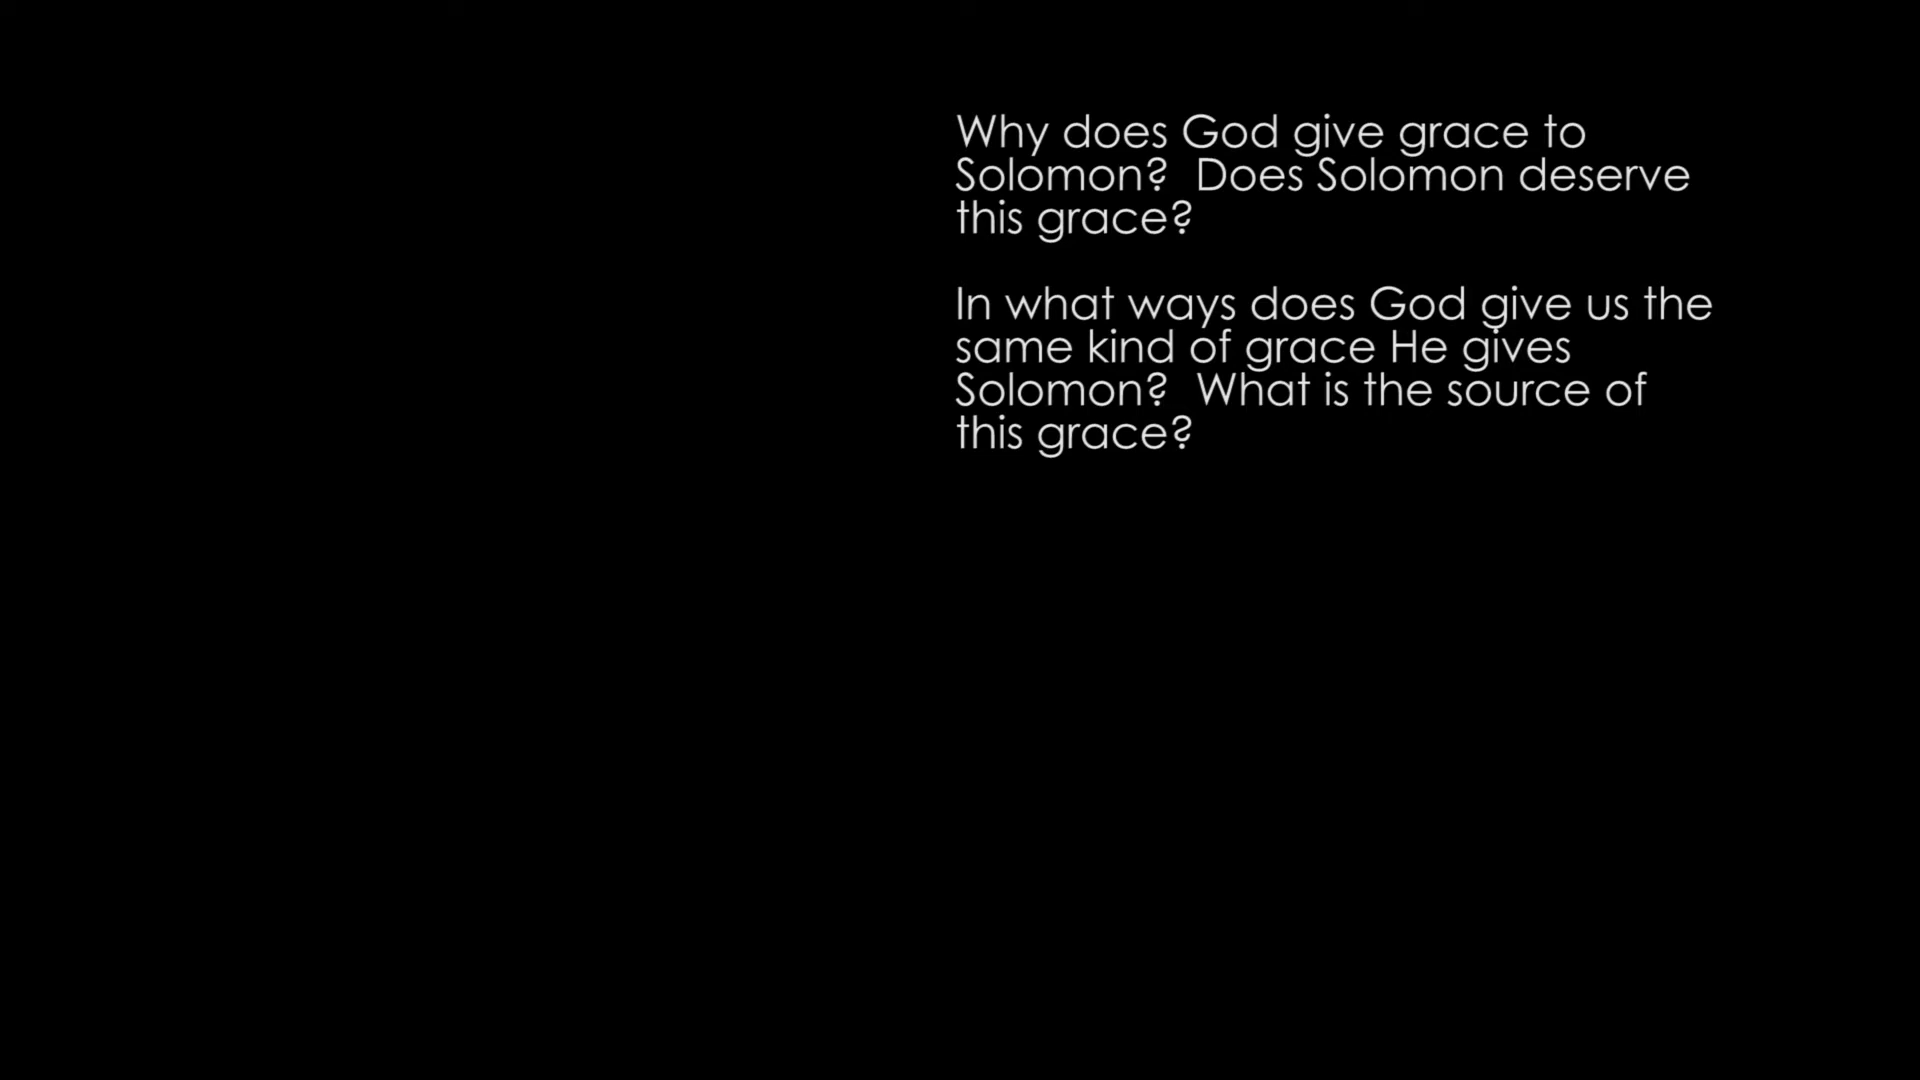 Why does God give grace to
Solomon?  Does Solomon deserve
this grace?
In what ways does God give us the
same kind of grace He gives
Solomon?  What is the source of
this grace?